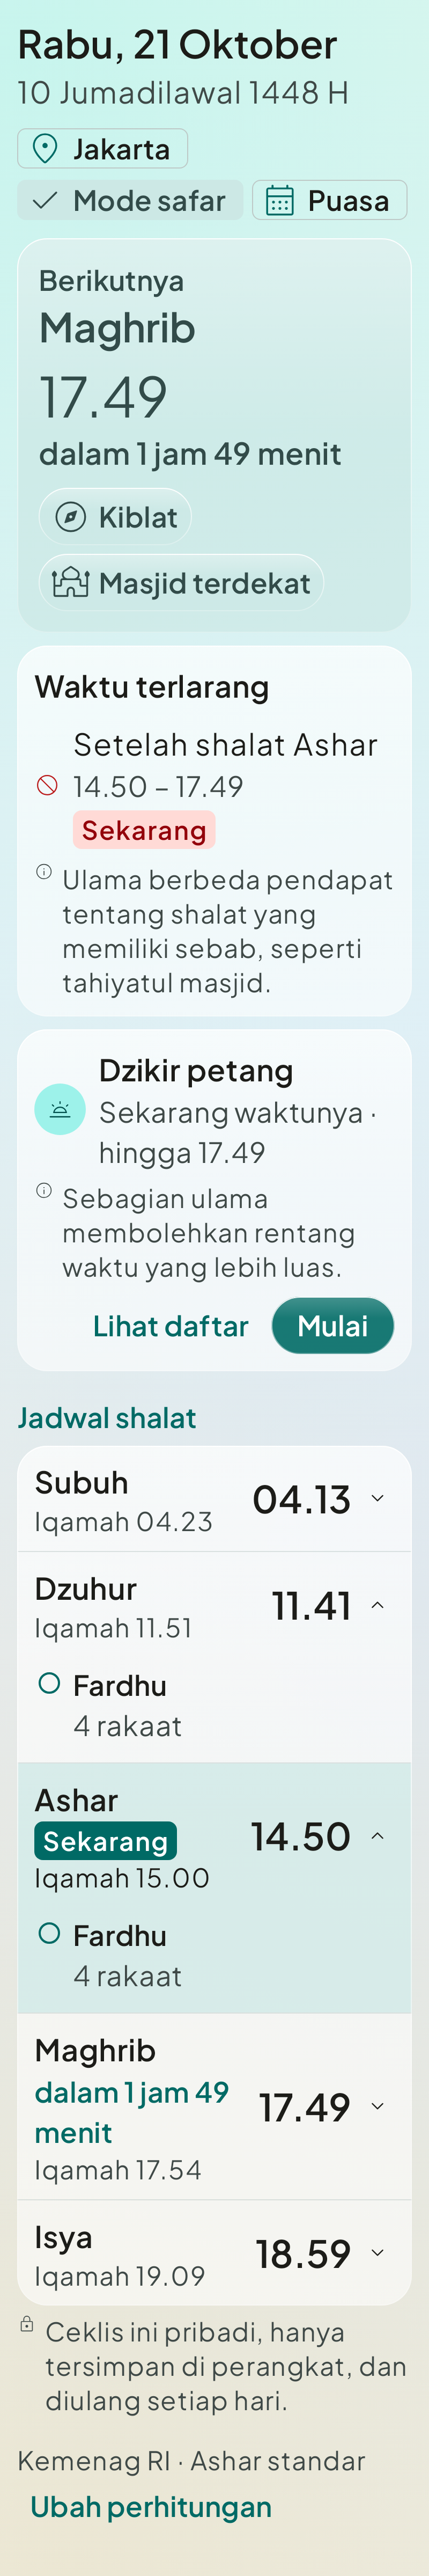 Rabu, 21 Oktober
10 Jumadilawal 1448 H
Jakarta
Mode safar
Puasa
Berikutnya
Maghrib
17.49
dalam 1 jam 49 menit
Kiblat
Masjid terdekat
Waktu terlarang
Setelah shalat Ashar
14.50 – 17.49
Sekarang
Ulama berbeda pendapat
tentang shalat yang
memiliki sebab, seperti
tahiyatul masjid.
Dzikir petang
Sekarang waktunya ·
hingga 17.49
Sebagian ulama
membolehkan rentang
waktu yang lebih luas.
Lihat daftar
Mulai
Jadwal shalat
Subuh
Iqamah 04.23
04.13
Dzuhur
Iqamah 11.51
11.41
Fardhu
4 rakaat
Ashar
Sekarang
Iqamah 15.00
14.50
Fardhu
4 rakaat
Maghrib
dalam 1 jam 49
menit
Iqamah 17.54
17.49
Isya
Iqamah 19.09
18.59
Ceklis ini pribadi, hanya
tersimpan di perangkat, dan
diulang setiap hari.
Kemenag RI · Ashar standar
Ubah perhitungan